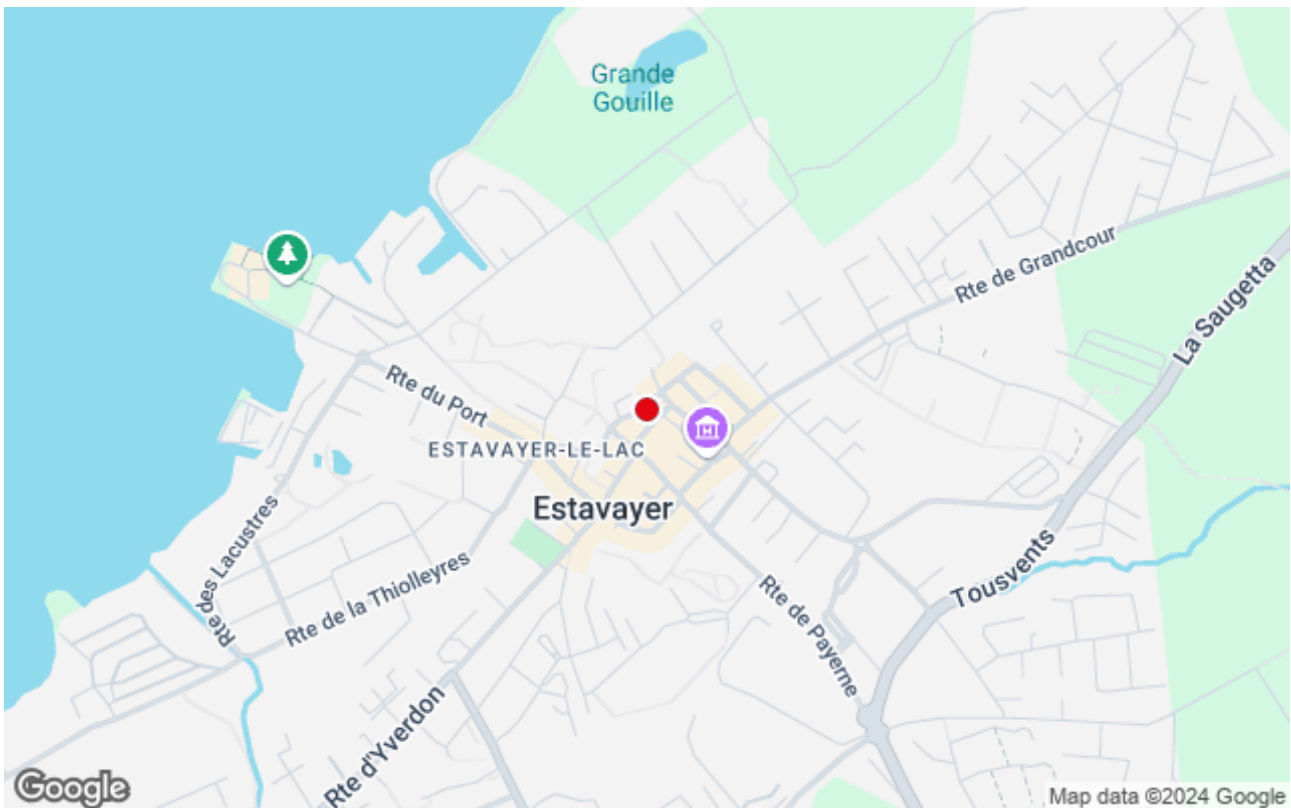 Grande
Gouille
Rte de Grandcour
La Saugetta
Rte du Port
ESTAVAYER-LE-LAC
H
Estavayer
Rte des Lacustres
Rte de la Thiolleyres
Tousvents
Rte de Payerne
Rte d'Yverdon
Google
Map data ©2024 Google